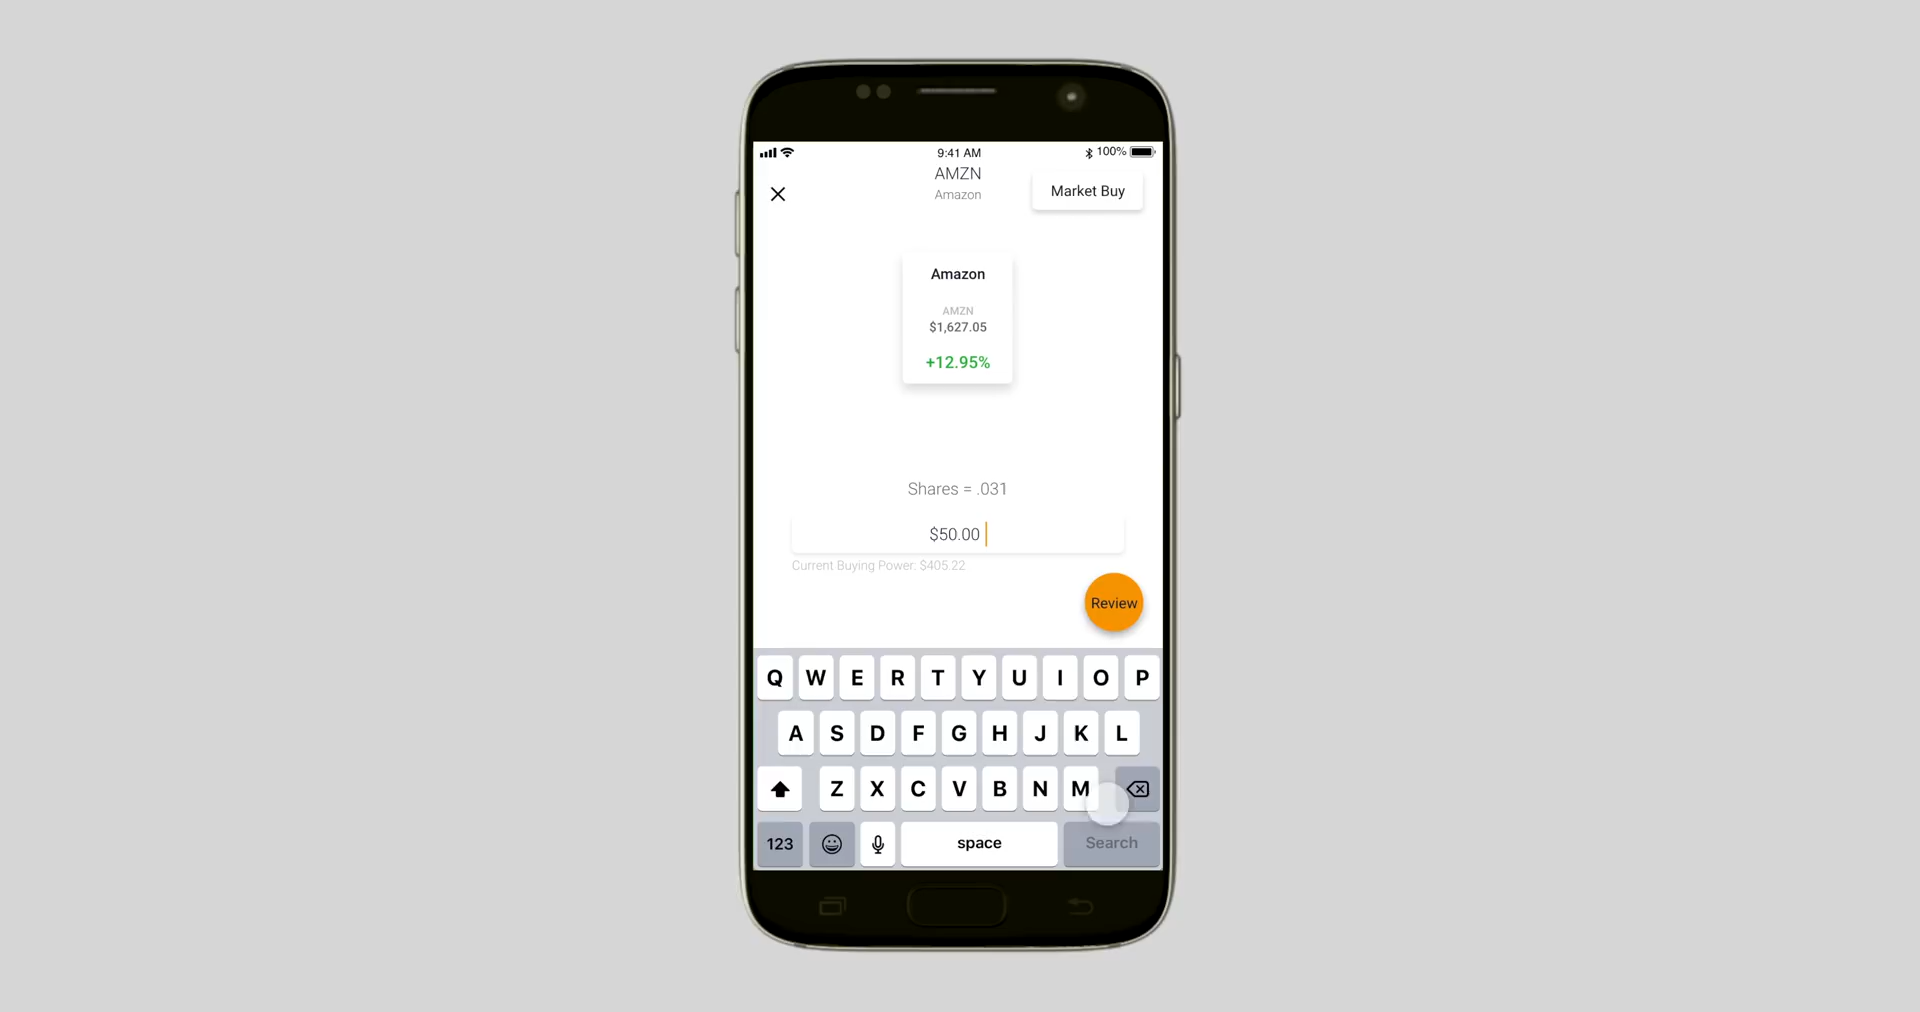 9:41 AM
100%
AMZN
Amazon
Market Buy
Amazon
AMZN
$1,627.05
+12.95%
Shares = .031
$50.00
Current Buying Power: $405.22
Review
Q W E R T Y U I O P
A S D F G H J K L
Z X C V B N M
123 space Search